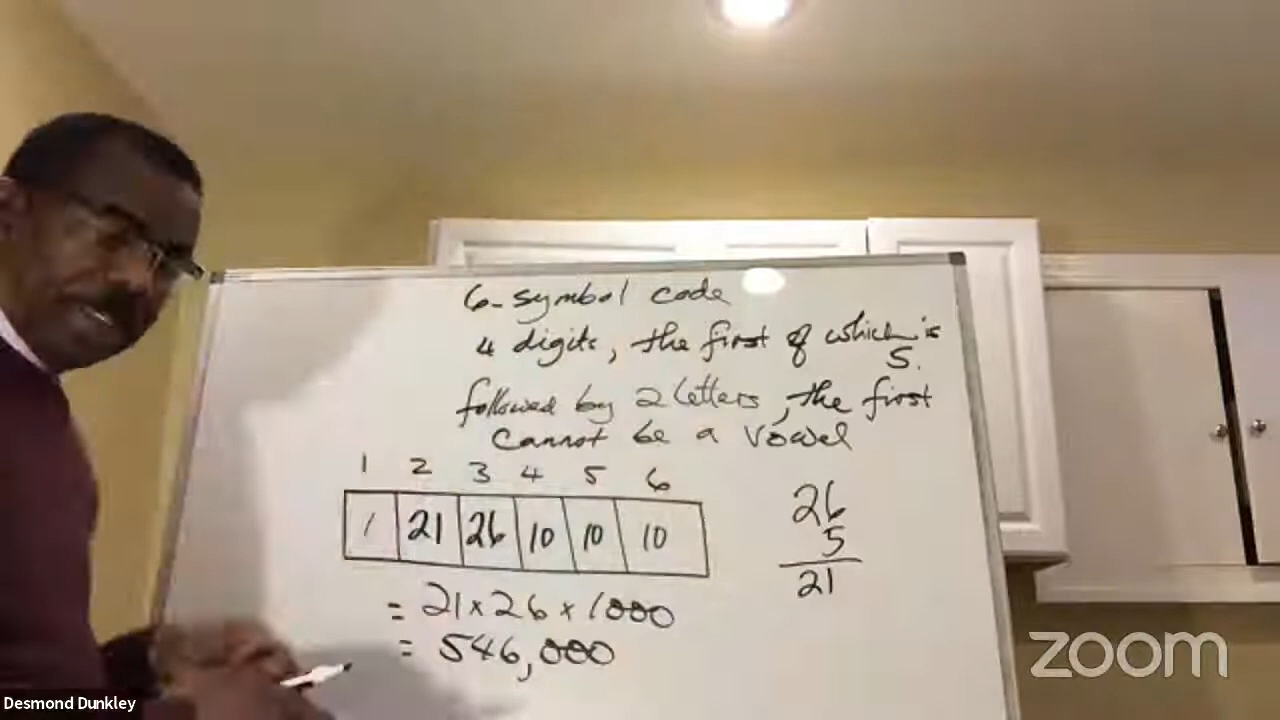 6-symbol code
4 digits, the first of which is
5.
followed by 2 letters, the first
cannot be a vowel
1 2 3 4 5 6
1 21 26 10 10 10
26
5
21
= 21 x 26 x 1000
= 546,000
zoom
Desmond Dunkley